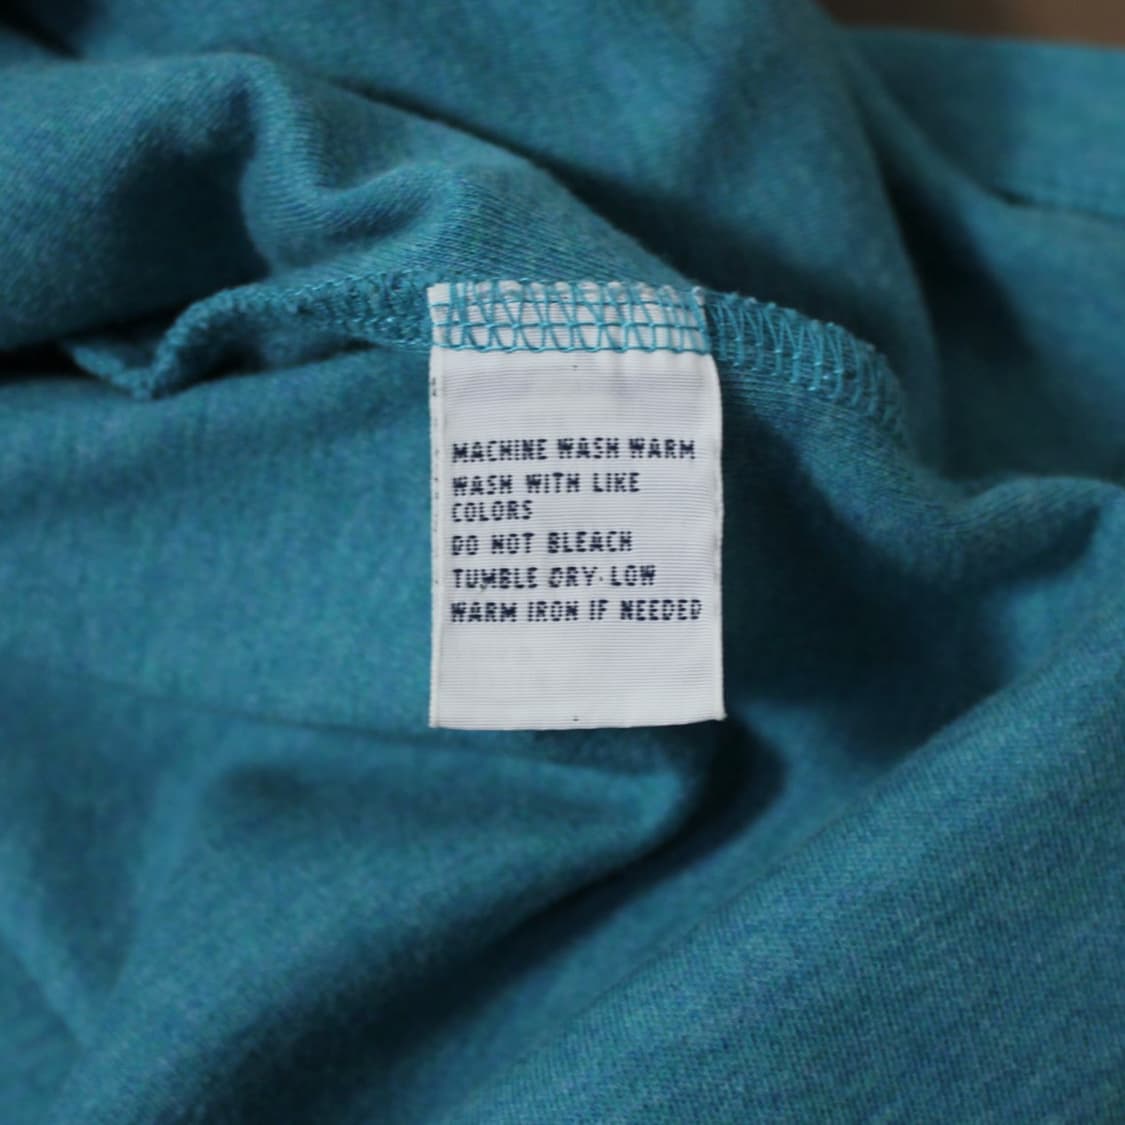 MACHINE WASH WARM
WASH WITH LIKE
COLORS
DO NOT BLEACH
TUMBLE DRY-LOW
WARM IRON IF NEEDED